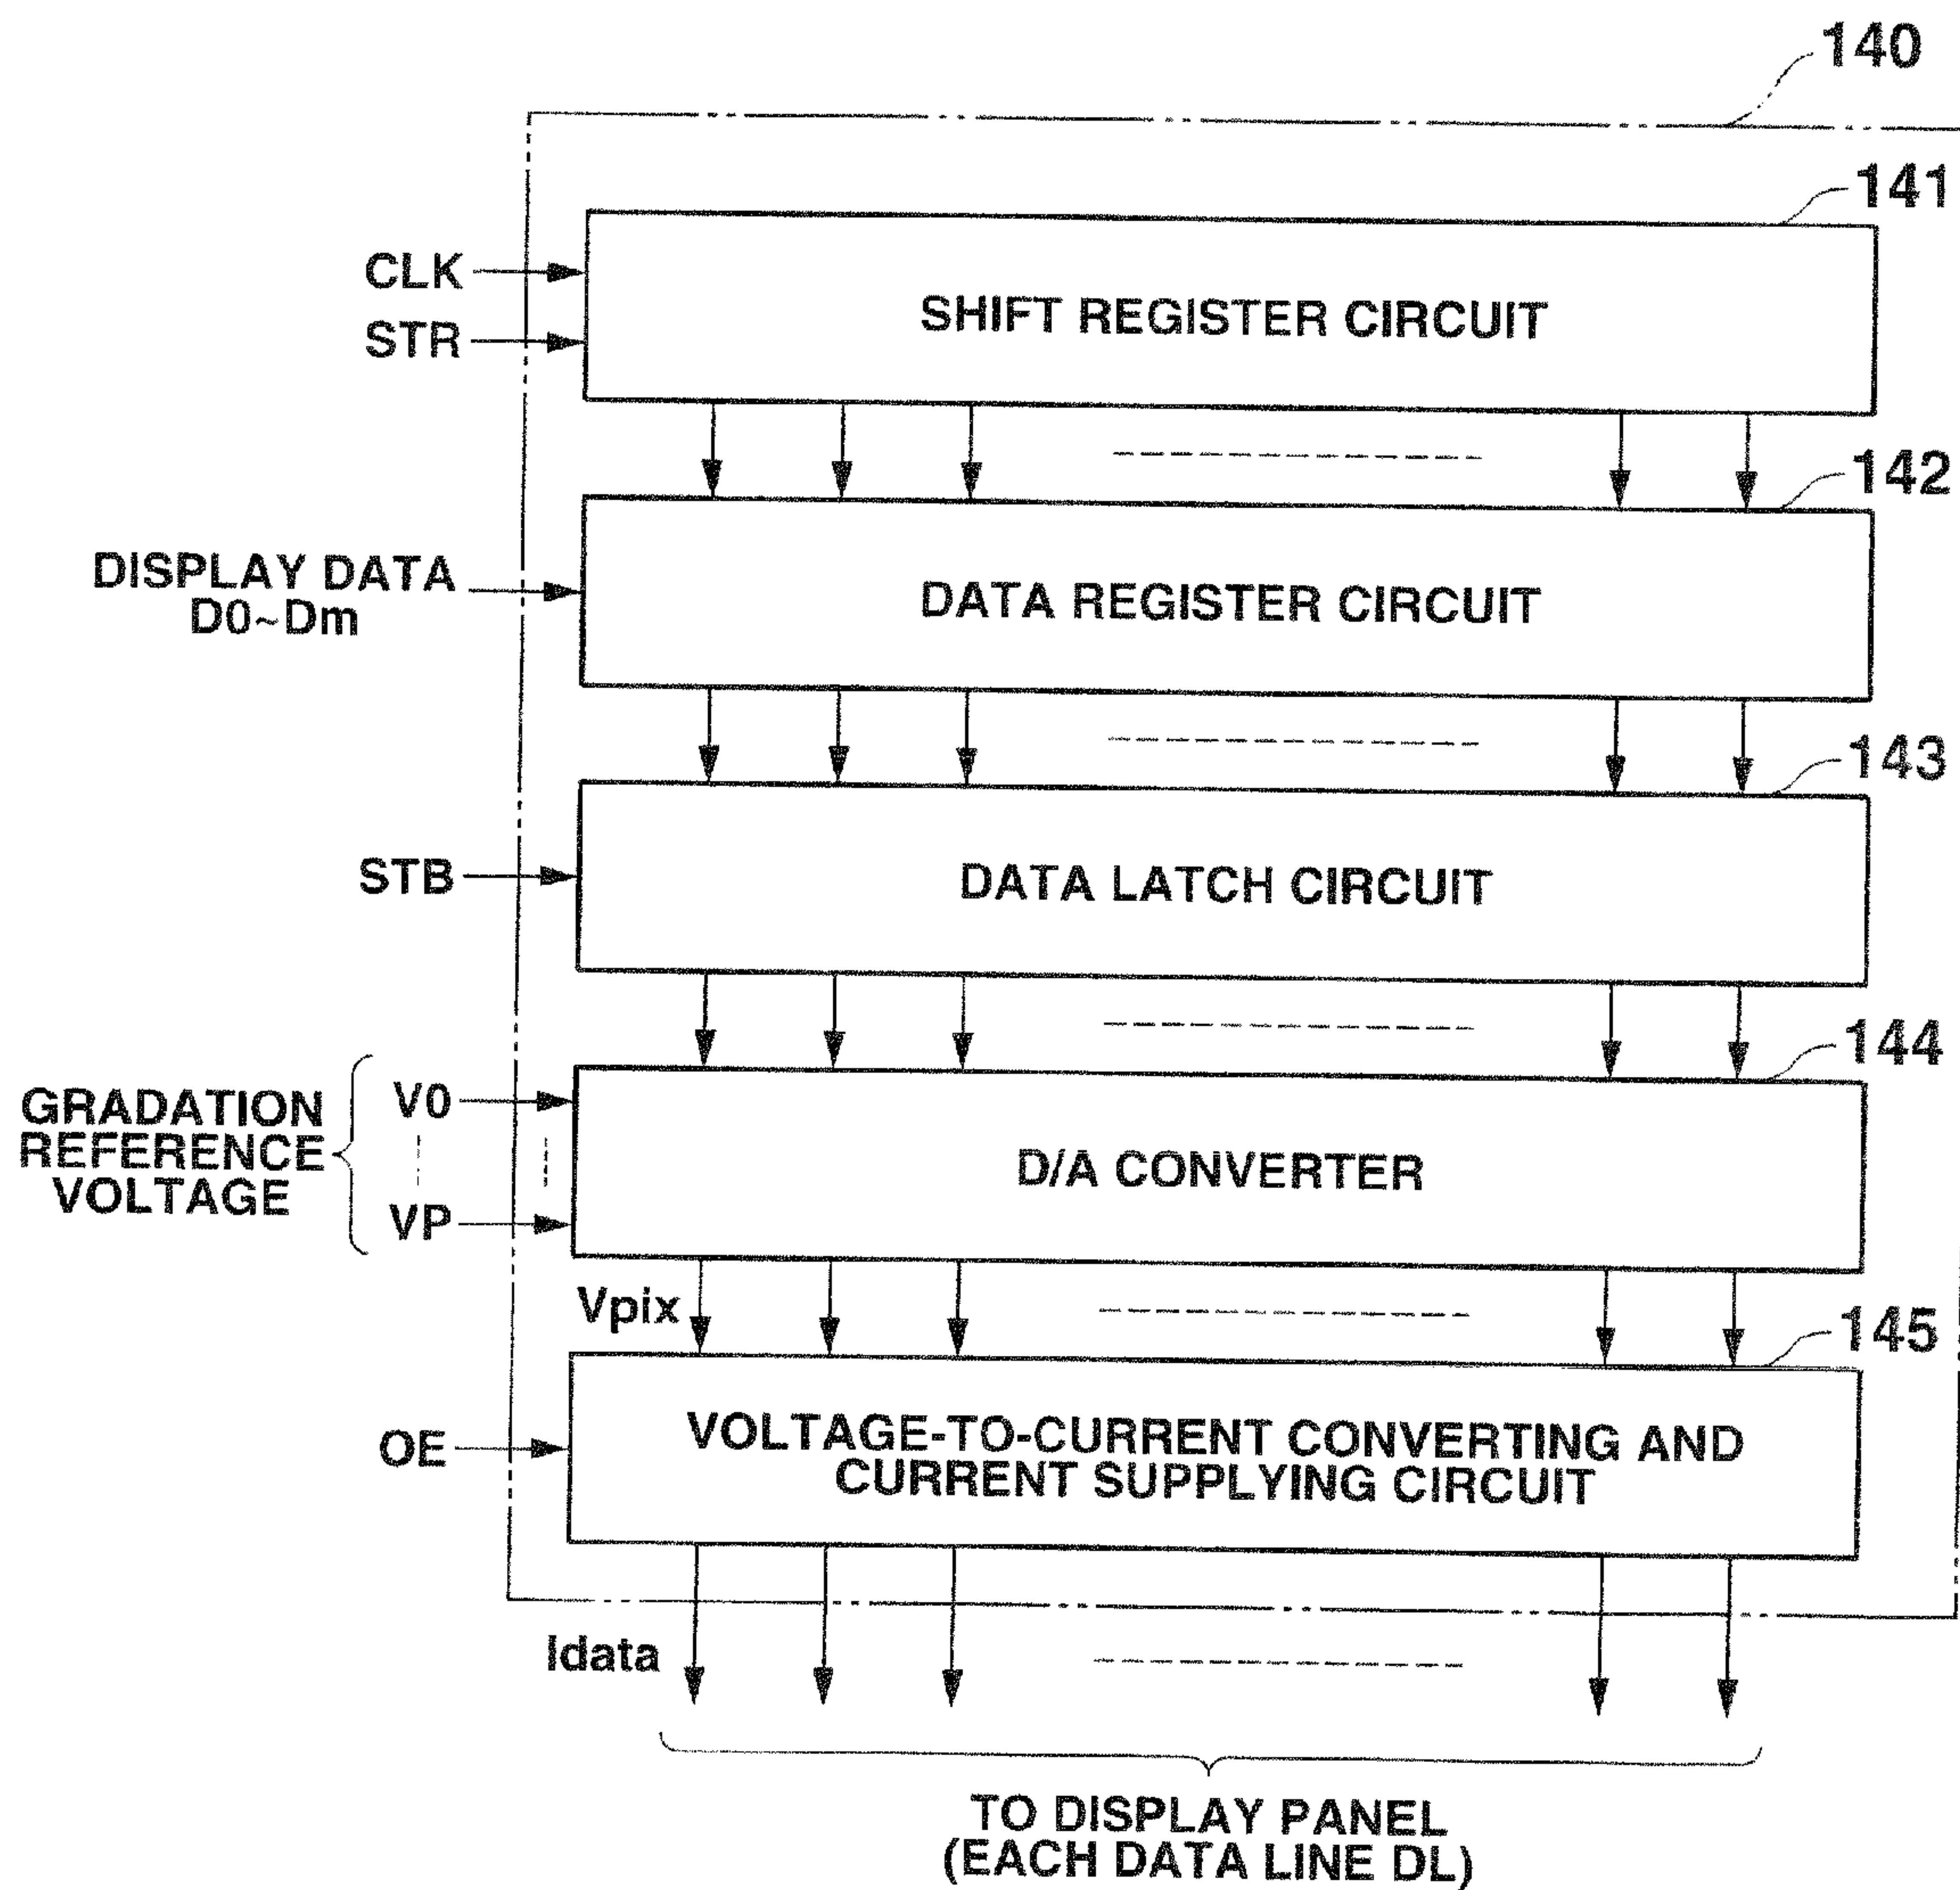 140
141
CLK
STR
SHIFT REGISTER CIRCUIT
142
DISPLAY DATA
D0~Dm
DATA REGISTER CIRCUIT
143
STB
DATA LATCH CIRCUIT
144
GRADATION
REFERENCE
VOLTAGE
V0
VP
D/A CONVERTER
Vpix
145
OE
VOLTAGE-TO-CURRENT CONVERTING AND
CURRENT SUPPLYING CIRCUIT
Idata
TO DISPLAY PANEL
(EACH DATA LINE DL)